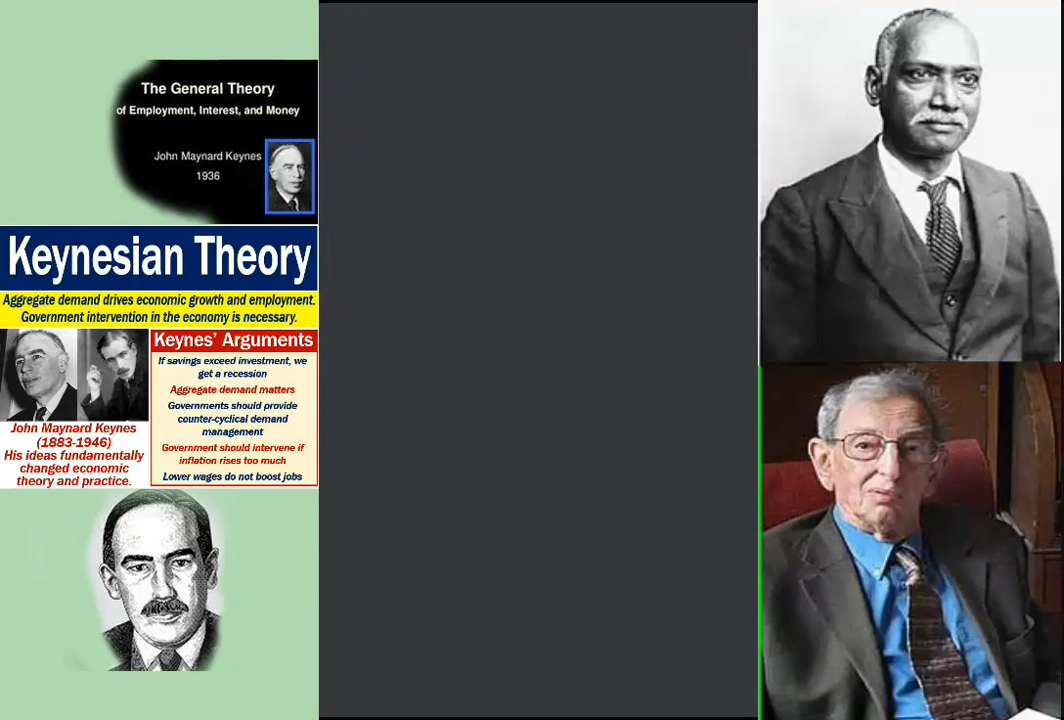 The General Theory
of Employment, Interest, and Money
John Maynard Keynes
1936
Keynesian Theory
Aggregate demand drives economic growth and employment.
Government intervention in the economy is necessary.
Keynes' Arguments
If savings exceed investment, we
get a recession
Aggregate demand matters
Governments should provide
counter-cyclical demand
management
Government should intervene if
inflation rises too much
Lower wages do not boost jobs
John Maynard Keynes
(1883-1946)
His ideas fundamentally
changed economic
theory and practice.